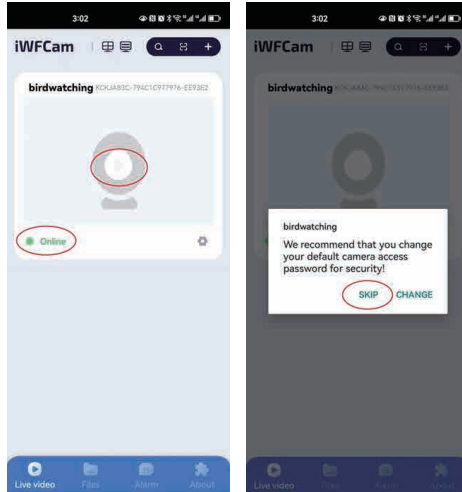 3:02
iWFCam
birdwatching
Online
Live video
Files
Alarm
About
3:02
iWFCam
birdwatching
birdwatching
We recommend that you change
your default camera access
password for security!
SKIP CHANGE
Live video
Files
Alarm
About